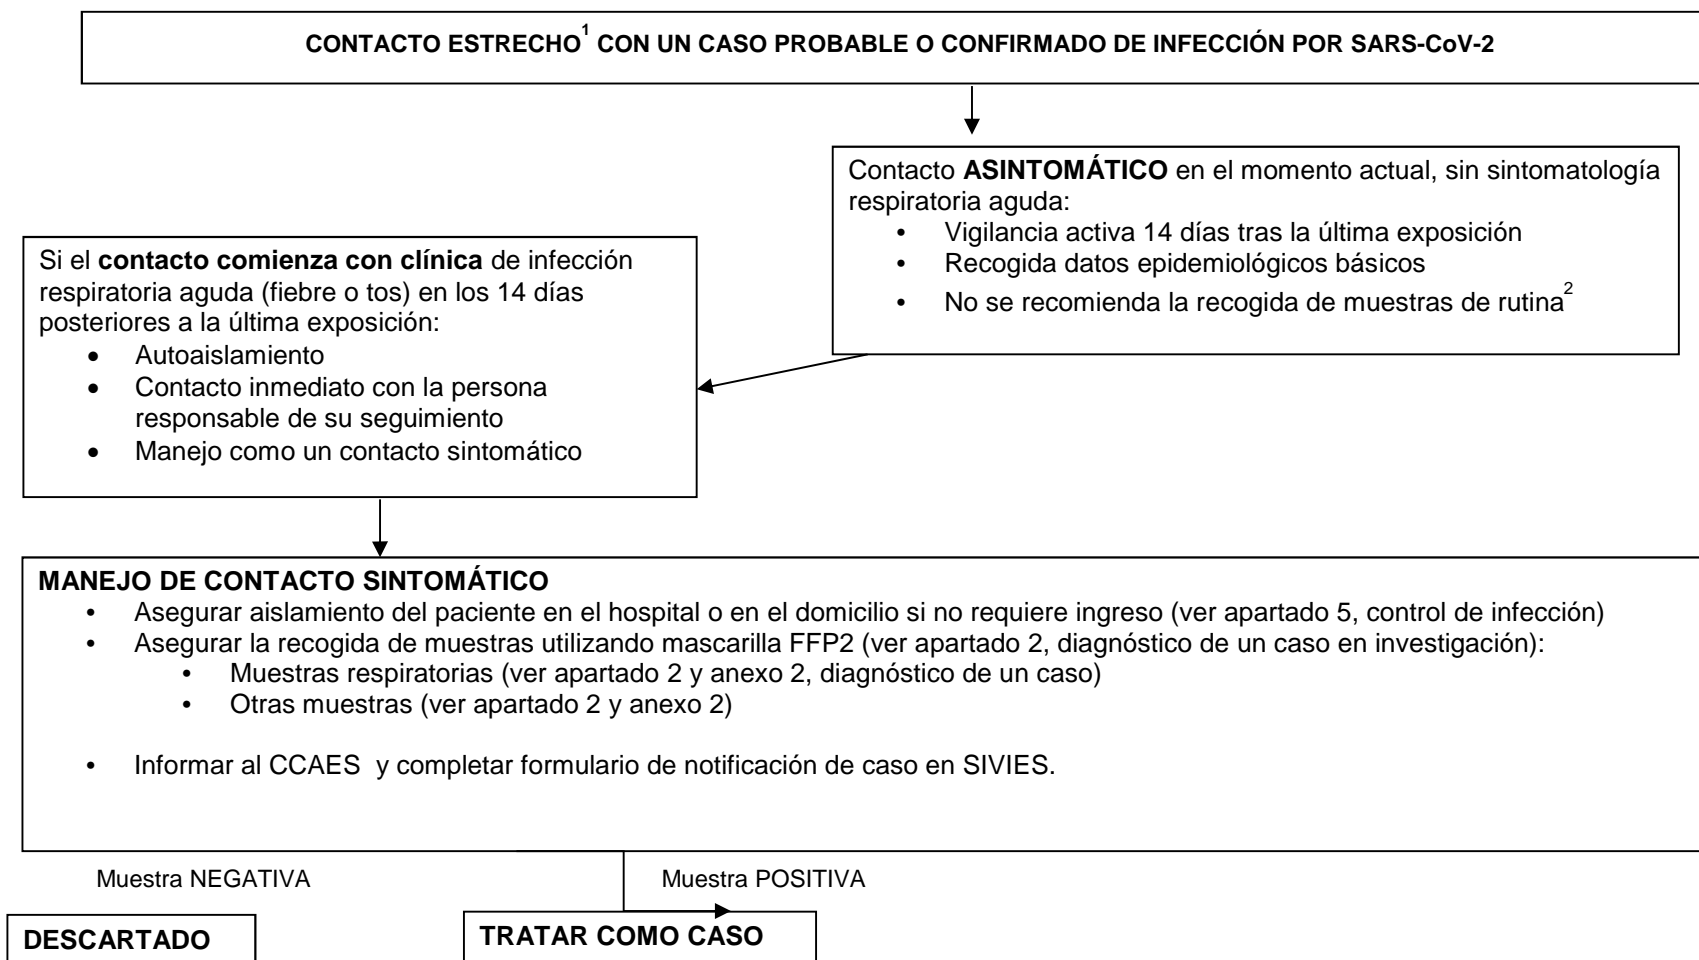 CONTACTO ESTRECHO1 CON UN CASO PROBABLE O CONFIRMADO DE INFECCIÓN POR SARS-CoV-2
Contacto ASINTOMÁTICO en el momento actual, sin sintomatología
respiratoria aguda:
• Vigilancia activa 14 días tras la última exposición
• Recogida datos epidemiológicos básicos
• No se recomienda la recogida de muestras de rutina2
Si el contacto comienza con clínica de infección
respiratoria aguda (fiebre o tos) en los 14 días
posteriores a la última exposición:
• Autoaislamiento
• Contacto inmediato con la persona
responsable de su seguimiento
• Manejo como un contacto sintomático
MANEJO DE CONTACTO SINTOMÁTICO
• Asegurar aislamiento del paciente en el hospital o en el domicilio si no requiere ingreso (ver apartado 5, control de infección)
• Asegurar la recogida de muestras utilizando mascarilla FFP2 (ver apartado 2, diagnóstico de un caso en investigación):
• Muestras respiratorias (ver apartado 2 y anexo 2, diagnóstico de un caso)
• Otras muestras (ver apartado 2 y anexo 2)
• Informar al CCAES y completar formulario de notificación de caso en SIVIES.
Muestra NEGATIVA
Muestra POSITIVA
DESCARTADO
TRATAR COMO CASO